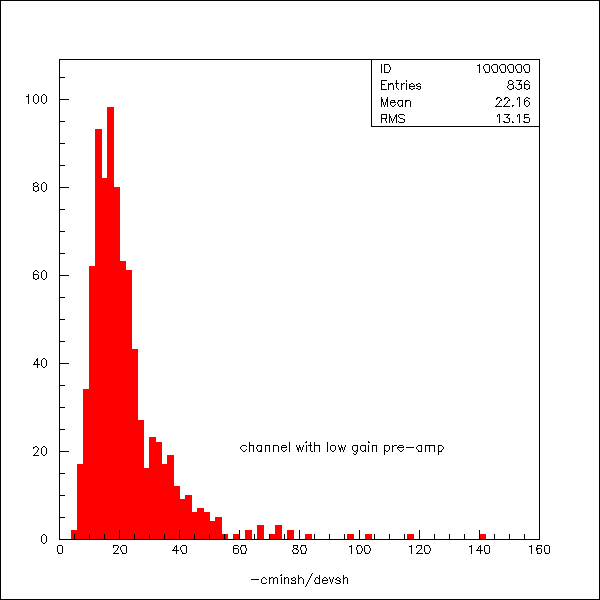 ID 1000000
Entries 836
Mean 22.16
RMS 13.15
100
80
60
40
20
0
channel with low gain pre-amp
0 20 40 60 80 100 120 140 160
-cminsh/devsh